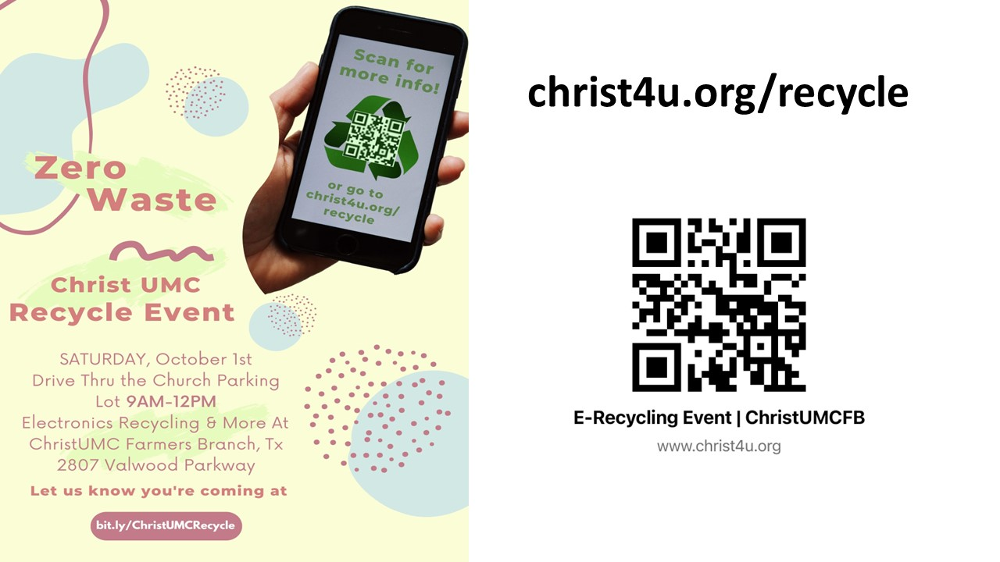 Scan for
more info!
or go to
christ4u.org/
recycle
Zero
Waste
Christ UMC
Recycle Event
SATURDAY, October 1st
Drive Thru the Church Parking
Lot 9AM-12PM
Electronics Recycling & More At
ChristUMC Farmers Branch, Tx
2807 Valwood Parkway
Let us know you're coming at
bit.ly/ChristUMCRecycle
christ4u.org/recycle
E-Recycling Event | ChristUMCFB
www.christ4u.org